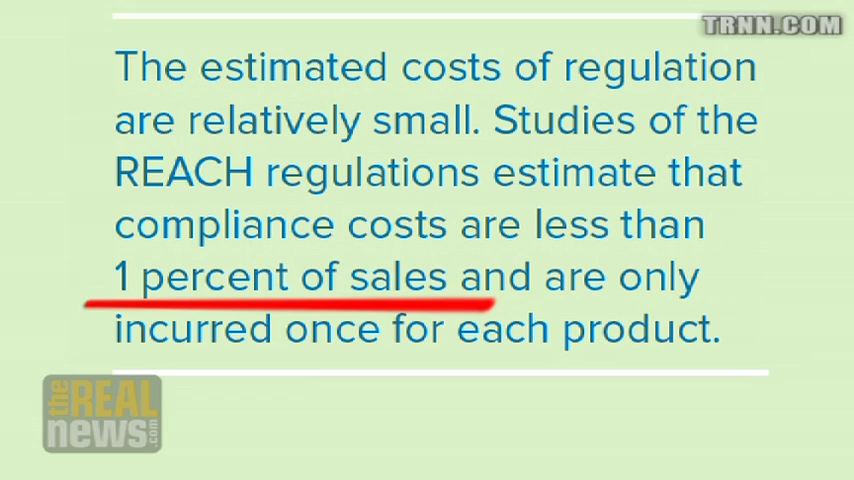 TRNN.COM
The estimated costs of regulation
are relatively small. Studies of the
REACH regulations estimate that
compliance costs are less than
1 percent of sales and are only
incurred once for each product.
the REAL
news.com